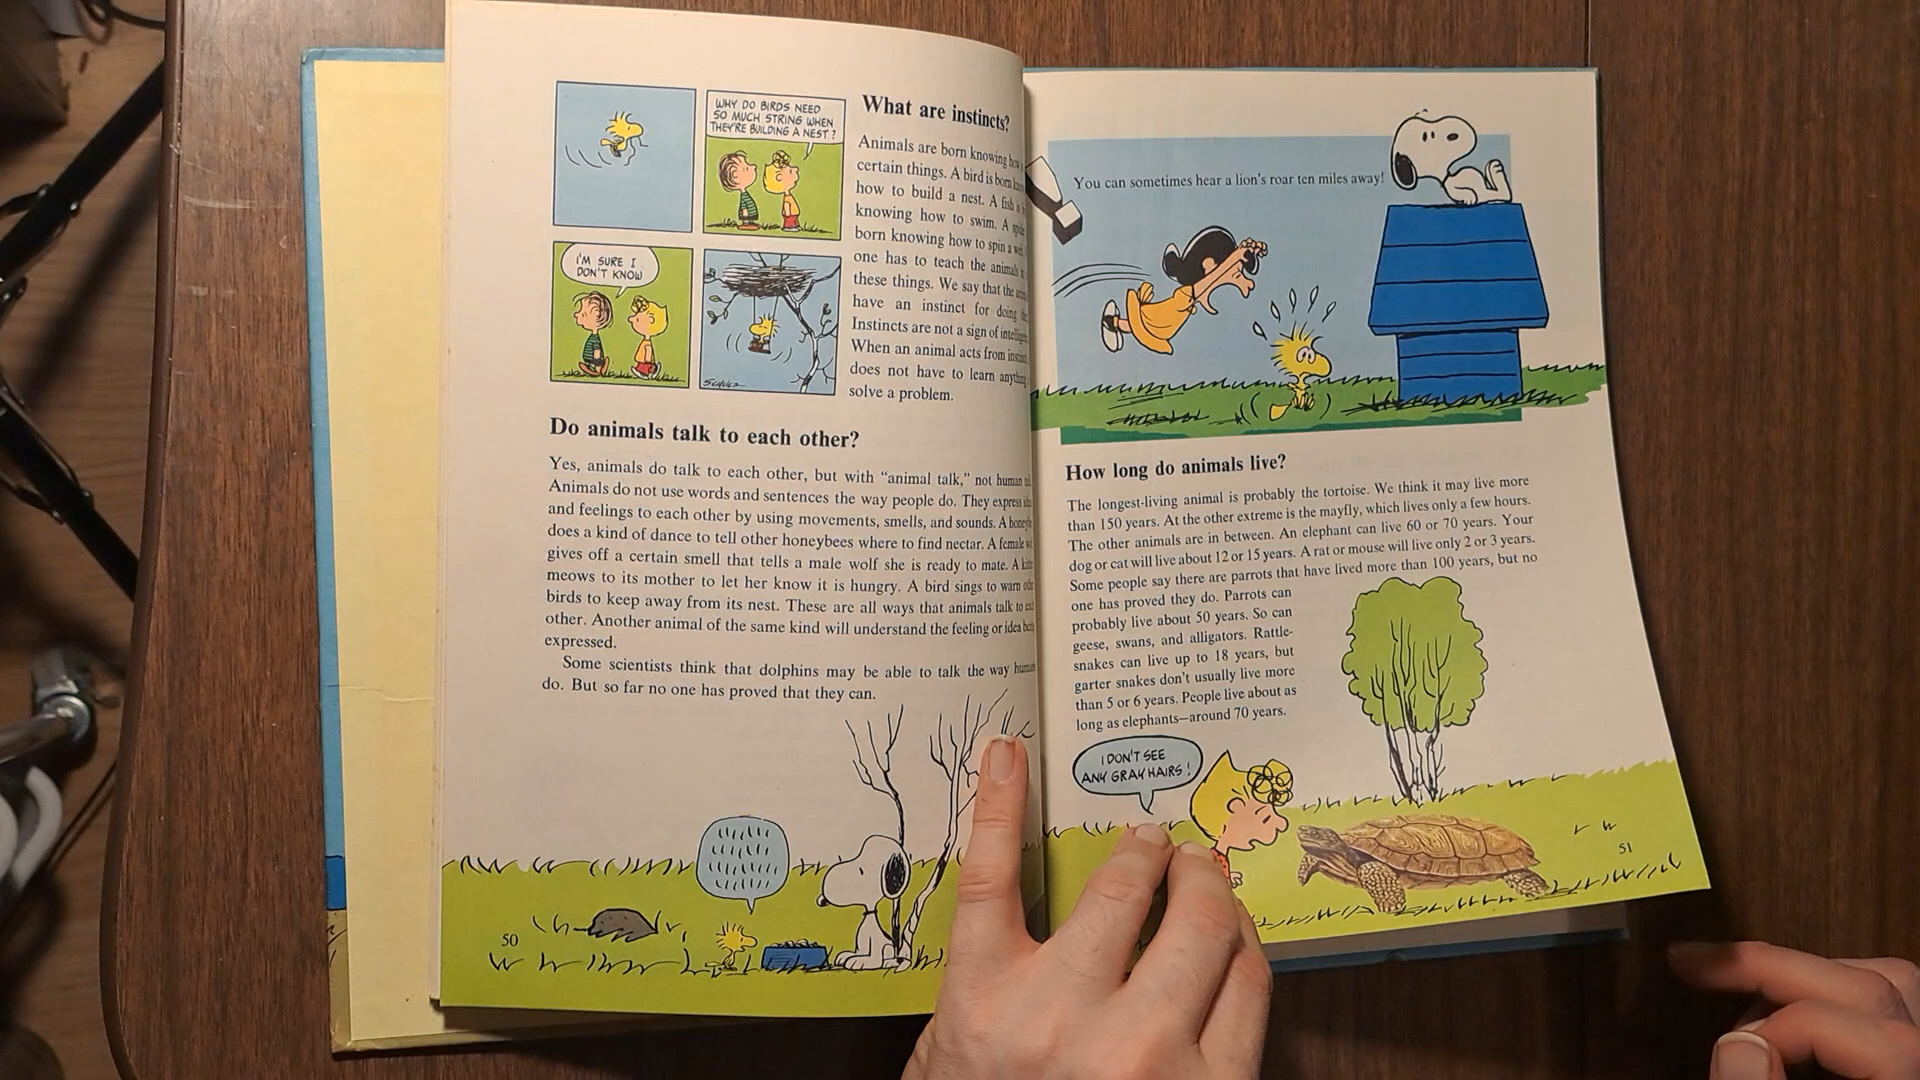 WHY DO BIRDS NEED
SO MUCH STRING WHEN
THEY'RE BUILDING A NEST?
I'M SURE I
DON'T KNOW
SCHULZ
What are instincts?
Animals are born knowing how
certain things. A bird is born
how to build a nest. A fish
knowing how to swim. A
born knowing how to spin a
one has to teach the animals
these things. We say that the
have an instinct for doing
Instincts are not a sign of
When an animal acts from
does not have to learn anything
solve a problem.
Do animals talk to each other?
Yes, animals do talk to each other, but with “animal talk,” not human
Animals do not use words and sentences the way people do. They express
and feelings to each other by using movements, smells, and sounds. A
does a kind of dance to tell other honeybees where to find nectar. A female
gives off a certain smell that tells a male wolf she is ready to mate. A
meows to its mother to let her know it is hungry. A bird sings to warn
birds to keep away from its nest. These are all ways that animals talk to
other. Another animal of the same kind will understand the feeling or idea
expressed.
Some scientists think that dolphins may be able to talk the way
do. But so far no one has proved that they can.
50
You can sometimes hear a lion's roar ten miles away!
How long do animals live?
The longest-living animal is probably the tortoise. We think it may live more
than 150 years. At the other extreme is the mayfly, which lives only a few hours.
The other animals are in between. An elephant can live 60 or 70 years. Your
dog or cat will live about 12 or 15 years. A rat or mouse will live only 2 or 3 years.
Some people say there are parrots that have lived more than 100 years, but no
one has proved they do. Parrots can
probably live about 50 years. So can
geese, swans, and alligators. Rattle-
snakes can live up to 18 years, but
garter snakes don't usually live more
than 5 or 6 years. People live about as
long as elephants—around 70 years.
I DON'T SEE
ANY GRAY HAIRS!
51